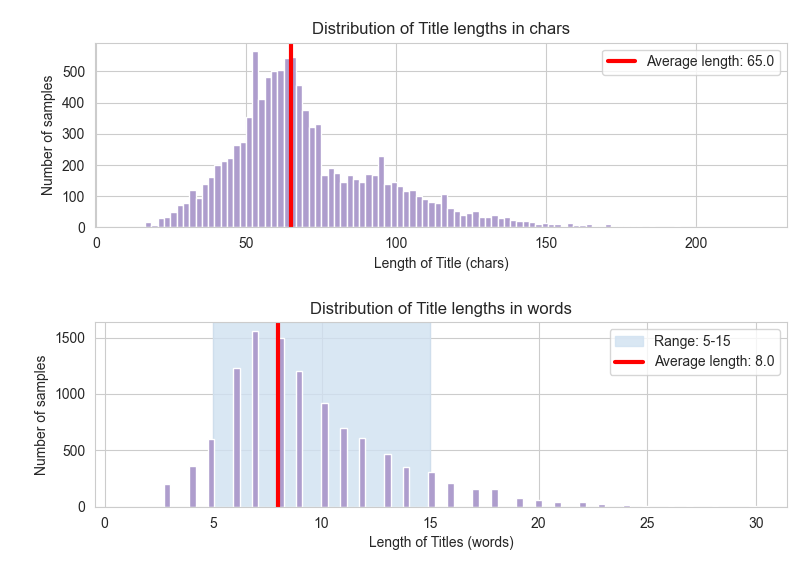 Distribution of Title lengths in chars
Average length: 65.0
Number of samples
500
400
300
200
100
0
0 50 100 150 200
Length of Title (chars)
Distribution of Title lengths in words
Range: 5-15
Average length: 8.0
Number of samples
1500
1000
500
0
0 5 10 15 20 25 30
Length of Titles (words)